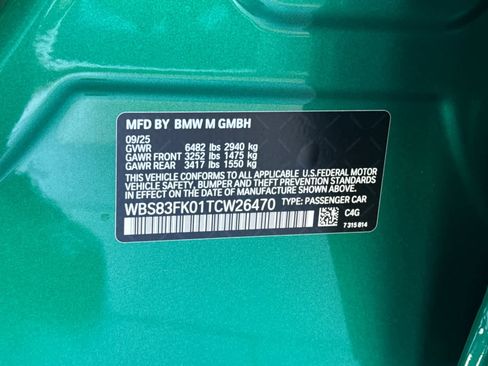 MFD BY BMW M GMBH
09/25
GVWR 6482 lbs 2940 kg
GAWR FRONT 3252 lbs 1475 kg
GAWR REAR 3417 lbs 1550 kg
THIS VEHICLE CONFORMS TO ALL APPLICABLE U.S.FEDERAL MOTOR
VEHICLE SAFETY, BUMPER, AND THEFT PREVENTION STANDARDS IN
EFFECT ON THE DATE OF MANUFACTURE SHOWN ABOVE.
WBS83FK01TCW26470 TYPE: PASSENGER CAR
C4G
7 315 814